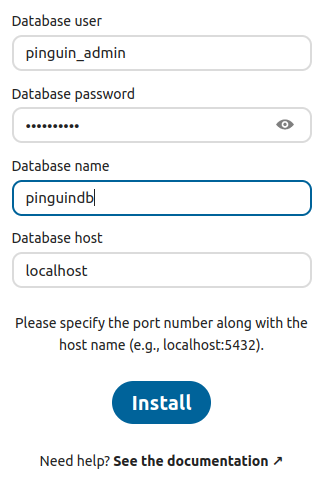 Database user
pinguin_admin
Database password
••••••••••
Database name
pinguindb
Database host
localhost
Please specify the port number along with the
host name (e.g., localhost:5432).
Install
Need help? See the documentation ↗